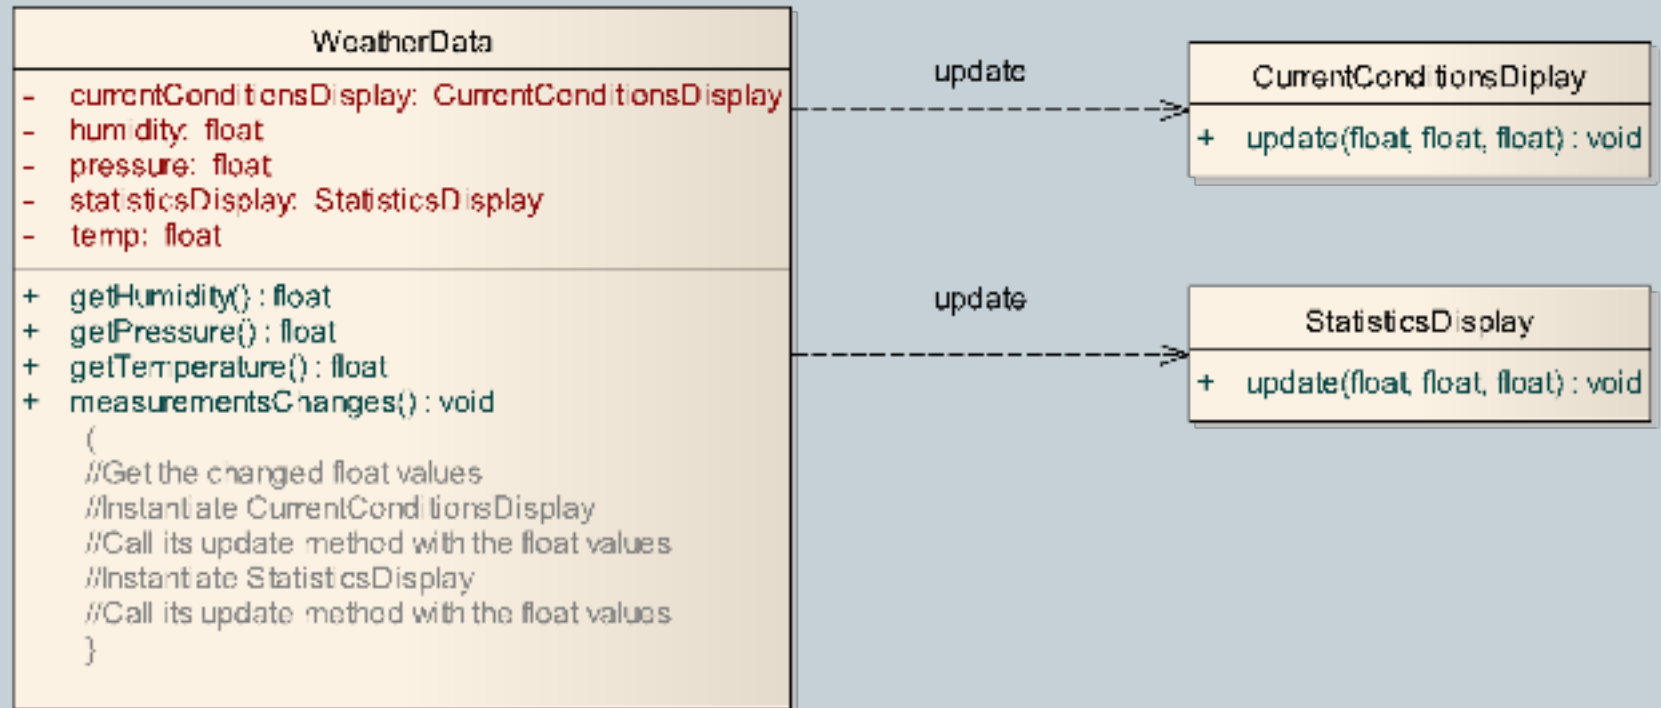 WeatherData
- currentConditionsDisplay: CurrentConditionsDisplay
- humidity: float
- pressure: float
- statisticsDisplay: StatisticsDisplay
- temp: float
+ getHumidity() : float
+ getPressure() : float
+ getTemperature() : float
+ measurementsChanges() : void
{
//Get the changed float values
//Instantiate CurrentConditionsDisplay
//Call its update method with the float values
//Instantiate StatisticsDisplay
//Call its update method with the float values
}
update
CurrentConditionsDiplay
+ update(float, float, float) : void
update
StatisticsDisplay
+ update(float, float, float) : void